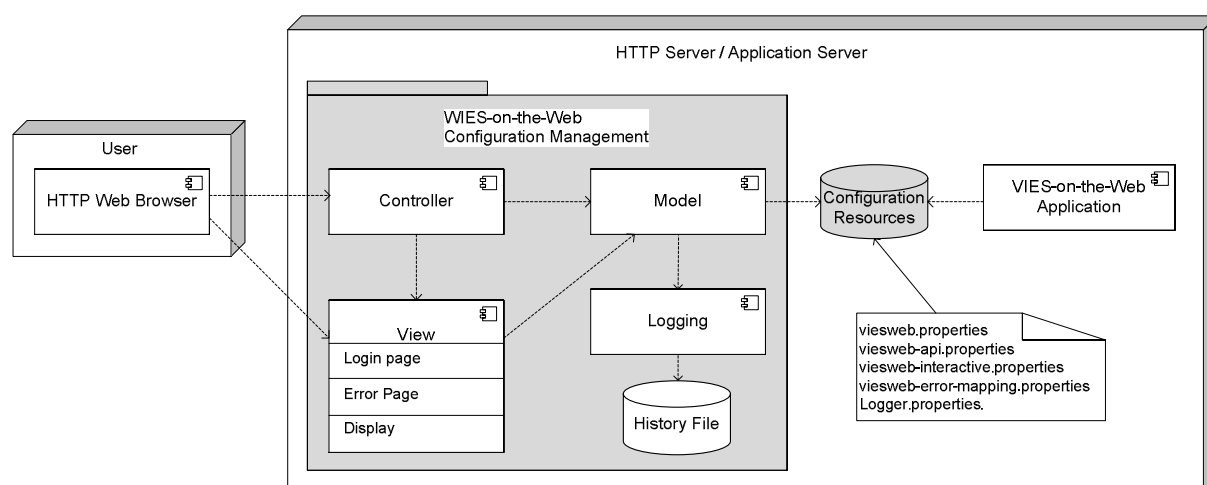 HTTP Server / Application Server
WIES-on-the-Web
Configuration Management
User
HTTP Web Browser
Controller
Model
Configuration
Resources
VIES-on-the-Web
Application
View
Login page
Error Page
Display
Logging
History File
viesweb.properties
viesweb-api.properties
viesweb-interactive.properties
viesweb-error-mapping.properties
Logger.properties.